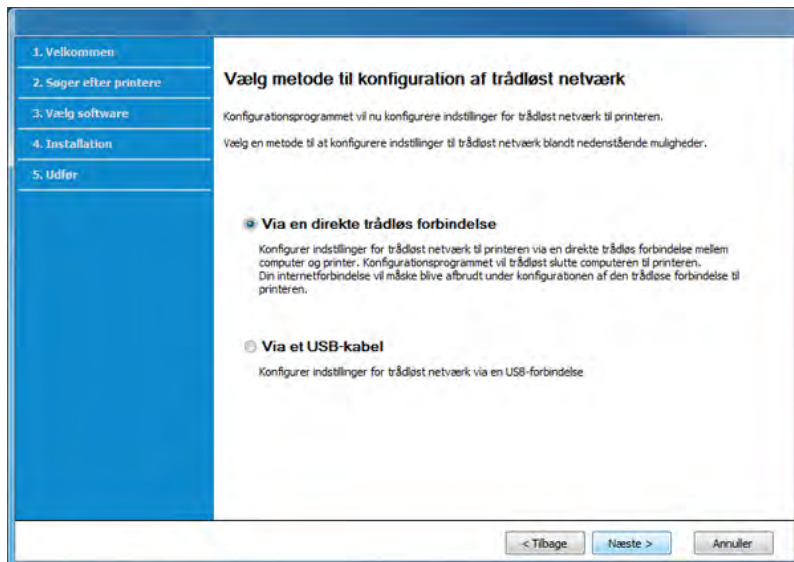 1. Velkommen
2. Søger efter printere
3. Vælg software
4. Installation
5. Udfør
Vælg metode til konfiguration af trådløst netværk
Konfigurationsprogrammet vil nu konfigurere indstillinger for trådløst netværk til printeren.
Vælg en metode til at konfigurere indstillinger til trådløst netværk blandt nedenstående muligheder.
Via en direkte trådløs forbindelse
Konfigurer indstillinger for trådløst netværk til printeren via en direkte trådløs forbindelse mellem
computer og printer. Konfigurationsprogrammet vil trådløst slutte computeren til printeren.
Din internetforbindelse vil måske blive afbrudt under konfigurationen af den trådløse forbindelse til
printeren.
Via et USB-kabel
Konfigurer indstillinger for trådløst netværk via en USB-forbindelse
< Tilbage
Næste >
Annuller